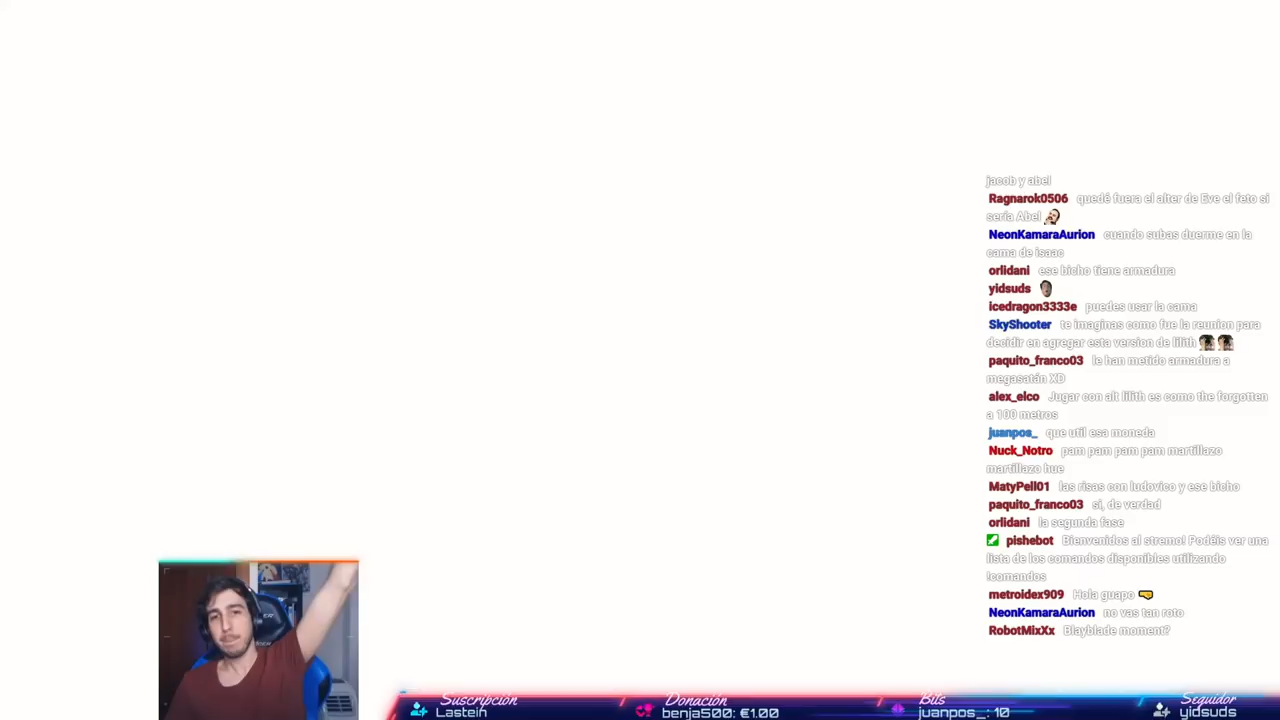 jacob y abel
Ragnarok0506 quedé fuera el alter de Eve el feto si
sería Abel
NeonKamaraAurion cuando subas duerme en la
cama de isaac
orlidani ese bicho tiene armadura
yidsuds
icedragon3333e puedes usar la cama
SkyShooter te imaginas como fue la reunion para
decidir en agregar esta version de lilith
paquito_franco03 le han metido armadura a
megasatán XD
alex_elco Jugar con alt lilith es como the forgotten
a 100 metros
juanpos_ que util esa moneda
Nuck_Notro pam pam pam pam martillazo
martillazo hue
MatyPell01 las risas con ludovico y ese bicho
paquito_franco03 si, de verdad
orlidani la segunda fase
pishebot Bienvenidos al stremo! Podéis ver una
lista de los comandos disponibles utilizando
!comandos
metroidex909 Hola guapo
NeonKamaraAurion no vas tan roto
RobotMixXx Blayblade moment?
Suscripción
Lastein
Donación
benja500: €1.00
Bits
juanpos_: 10
Seguidor
yidsuds